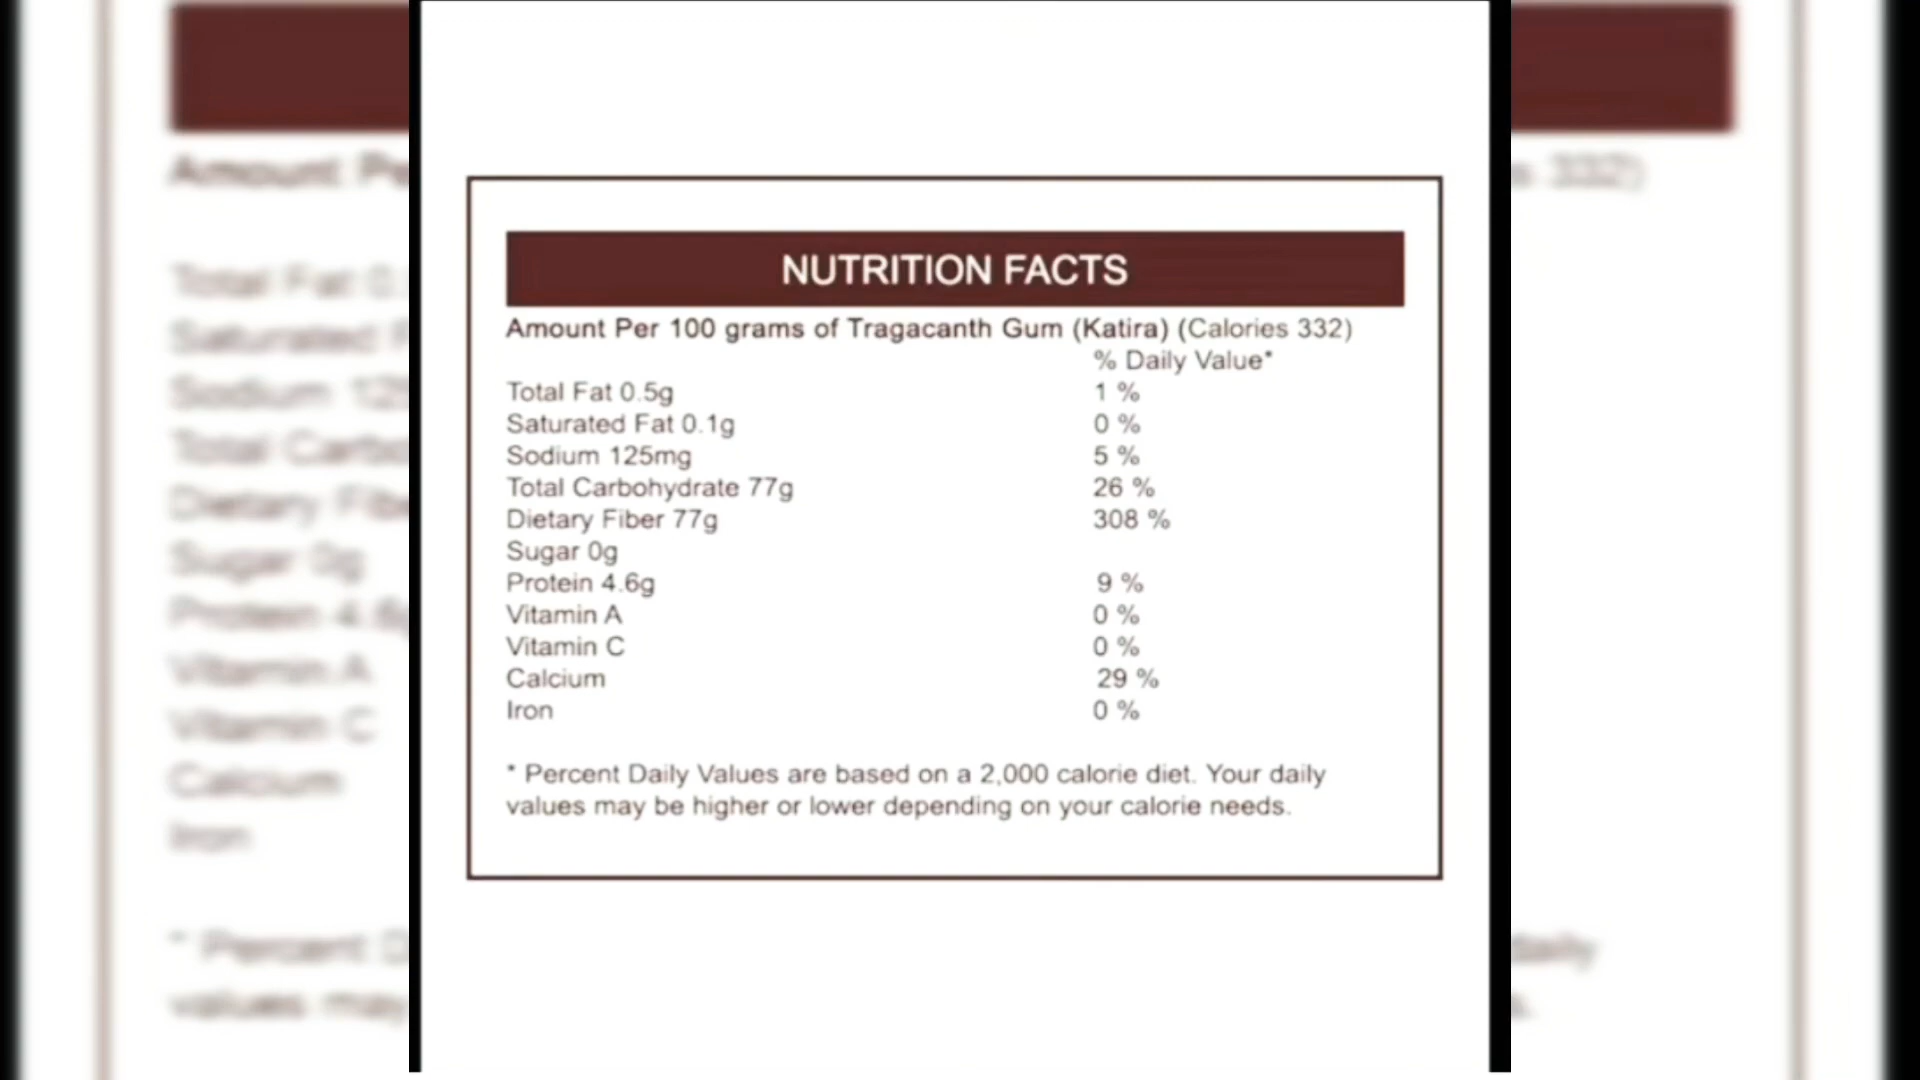 NUTRITION FACTS
Amount Per 100 grams of Tragacanth Gum (Katira) (Calories 332)
% Daily Value*
Total Fat 0.5g 1 %
Saturated Fat 0.1g 0 %
Sodium 125mg 5 %
Total Carbohydrate 77g 26 %
Dietary Fiber 77g 308 %
Sugar 0g
Protein 4.6g 9 %
Vitamin A 0 %
Vitamin C 0 %
Calcium 29 %
Iron 0 %
* Percent Daily Values are based on a 2,000 calorie diet. Your daily
values may be higher or lower depending on your calorie needs.